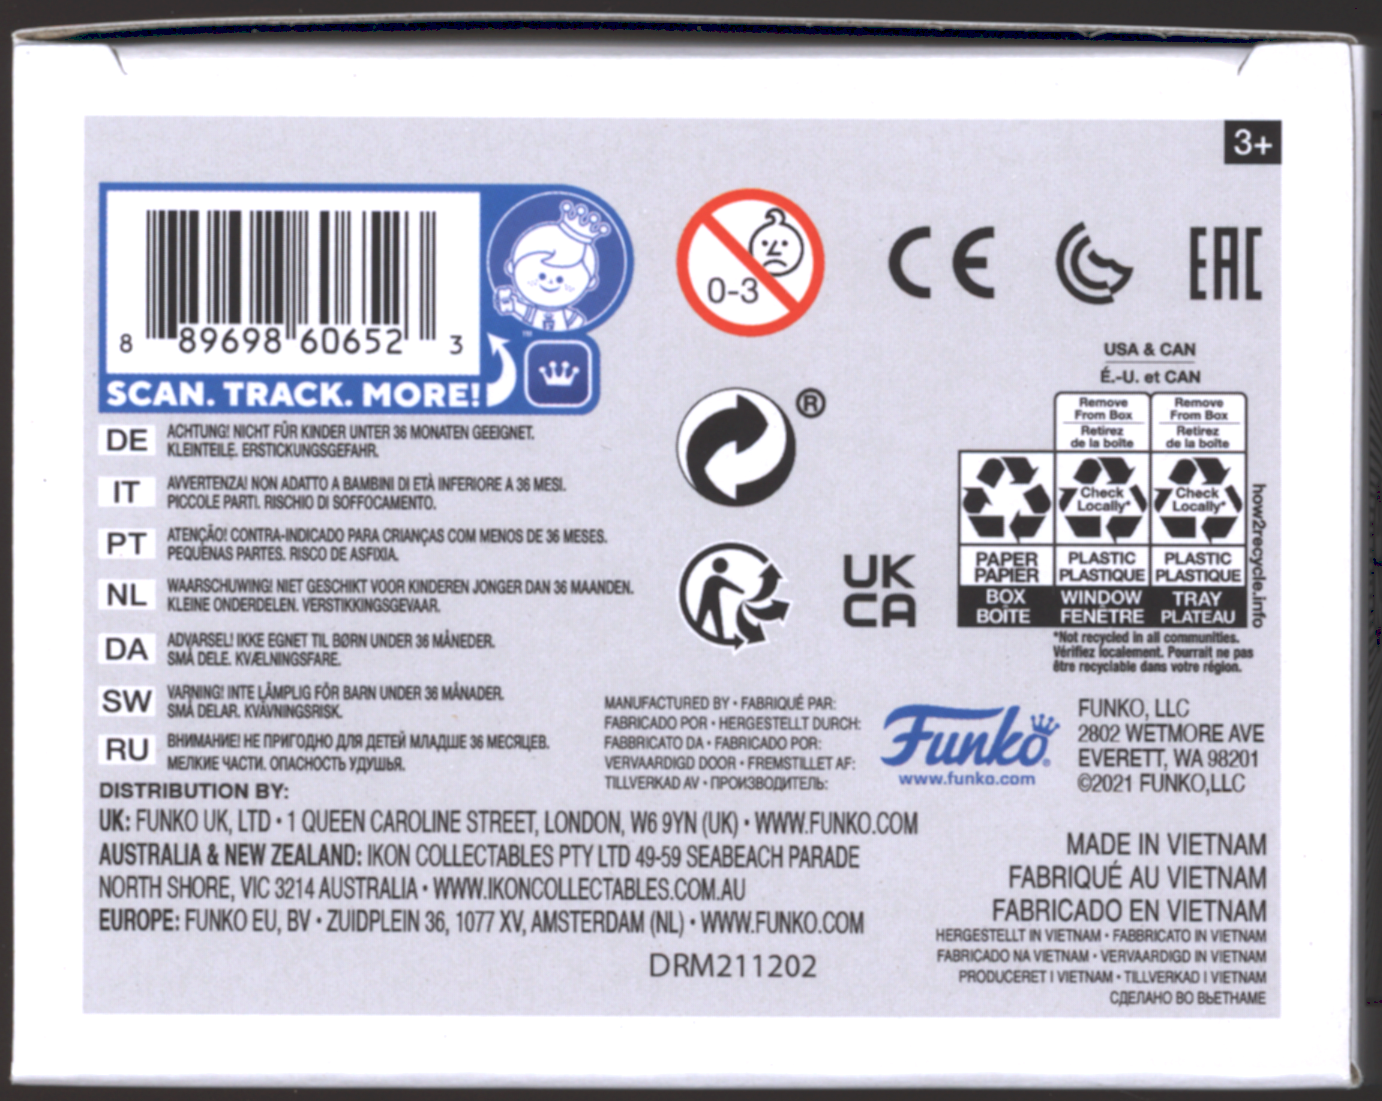 3+
8 89698 60652 3
SCAN. TRACK. MORE!
™
0-3
CE
EAC
USA & CAN
É.-U. et CAN
®
Remove
From Box
Retirez
de la boîte
Remove
From Box
Retirez
de la boîte
Check
Locally*
Check
Locally*
PAPER
PAPIER
PLASTIC
PLASTIQUE
PLASTIC
PLASTIQUE
BOX
BOÎTE
WINDOW
FENÊTRE
TRAY
PLATEAU
how2recycle.info
*Not recycled in all communities.
Vérifiez localement. Pourrait ne pas
être recyclable dans votre région.
UK
CA
DE ACHTUNG! NICHT FÜR KINDER UNTER 36 MONATEN GEEIGNET.
KLEINTEILE. ERSTICKUNGSGEFAHR.
IT AVVERTENZA! NON ADATTO A BAMBINI DI ETÀ INFERIORE A 36 MESI.
PICCOLE PARTI. RISCHIO DI SOFFOCAMENTO.
PT ATENÇÃO! CONTRA-INDICADO PARA CRIANÇAS COM MENOS DE 36 MESES.
PEQUENAS PARTES. RISCO DE ASFIXIA.
NL WAARSCHUWING! NIET GESCHIKT VOOR KINDEREN JONGER DAN 36 MAANDEN.
KLEINE ONDERDELEN. VERSTIKKINGSGEVAAR.
DA ADVARSEL! IKKE EGNET TIL BØRN UNDER 36 MÅNEDER.
SMÅ DELE. KVÆLNINGSFARE.
SW VARNING! INTE LÄMPLIG FÖR BARN UNDER 36 MÅNADER.
SMÅ DELAR. KVÄVNINGSRISK.
RU ВНИМАНИЕ! НЕ ПРИГОДНО ДЛЯ ДЕТЕЙ МЛАДШЕ 36 МЕСЯЦЕВ.
МЕЛКИЕ ЧАСТИ. ОПАСНОСТЬ УДУШЬЯ.
MANUFACTURED BY • FABRIQUÉ PAR:
FABRICADO POR • HERGESTELLT DURCH:
FABBRICATO DA • FABRICADO POR:
VERVAARDIGD DOOR • FREMSTILLET AF:
TILLVERKAD AV • ПРОИЗВОДИТЕЛЬ:
Funko®
www.funko.com
FUNKO, LLC
2802 WETMORE AVE
EVERETT, WA 98201
©2021 FUNKO,LLC
DISTRIBUTION BY:
UK: FUNKO UK, LTD • 1 QUEEN CAROLINE STREET, LONDON, W6 9YN (UK) • WWW.FUNKO.COM
AUSTRALIA & NEW ZEALAND: IKON COLLECTABLES PTY LTD 49-59 SEABEACH PARADE
NORTH SHORE, VIC 3214 AUSTRALIA • WWW.IKONCOLLECTABLES.COM.AU
EUROPE: FUNKO EU, BV • ZUIDPLEIN 36, 1077 XV, AMSTERDAM (NL) • WWW.FUNKO.COM
DRM211202
MADE IN VIETNAM
FABRIQUÉ AU VIETNAM
FABRICADO EN VIETNAM
HERGESTELLT IN VIETNAM • FABBRICATO IN VIETNAM
FABRICADO NA VIETNAM • VERVAARDIGD IN VIETNAM
PRODUCERET I VIETNAM • TILLVERKAD I VIETNAM
СДЕЛАНО ВО ВЬЕТНАМЕ